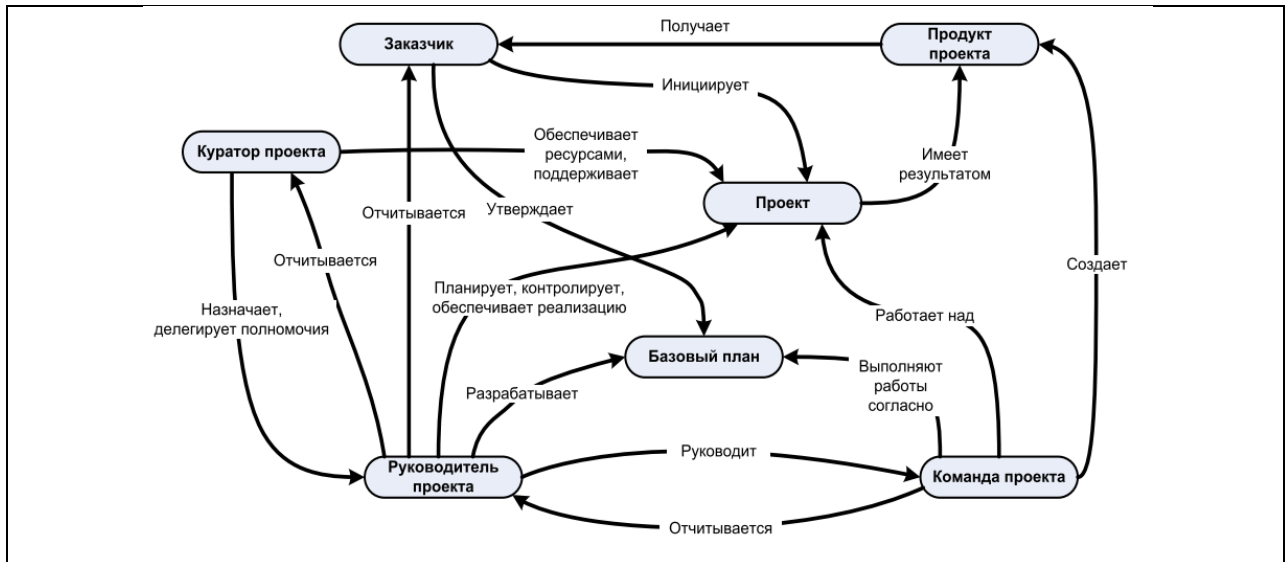 Получает
Заказчик
Продукт
проекта
Инициирует
Куратор проекта
Обеспечивает
ресурсами,
поддерживает
Имеет
результатом
Проект
Отчитывается
Утверждает
Отчитывается
Создает
Планирует, контролирует,
обеспечивает реализацию
Назначает,
делегирует полномочия
Работает над
Базовый план
Выполняют
работы
согласно
Разрабатывает
Руководит
Руководитель
проекта
Команда проекта
Отчитывается